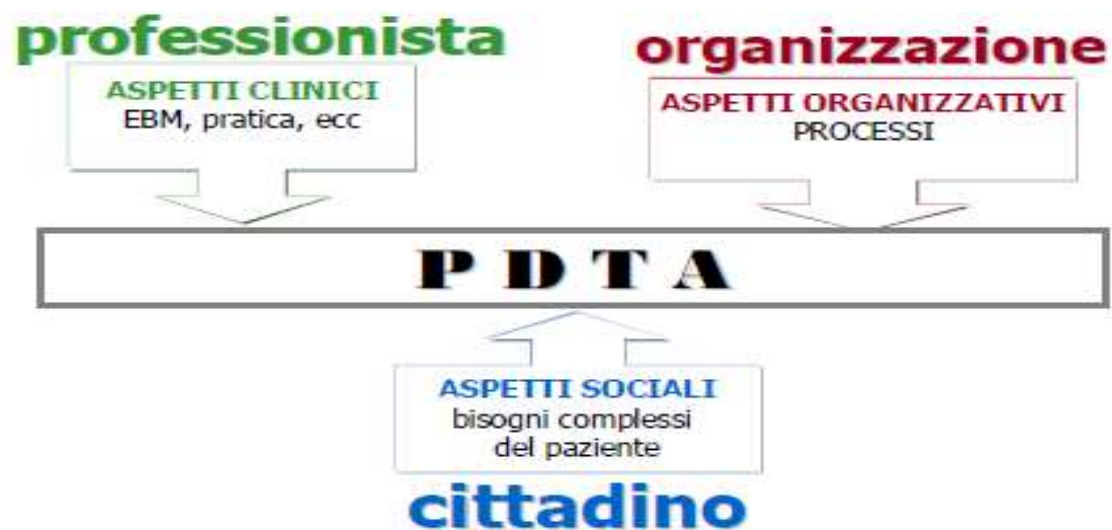 professionista
ASPETTI CLINICI
EBM, pratica, ecc
organizzazione
ASPETTI ORGANIZZATIVI
PROCESSI
P D T A
ASPETTI SOCIALI
bisogni complessi
del paziente
cittadino